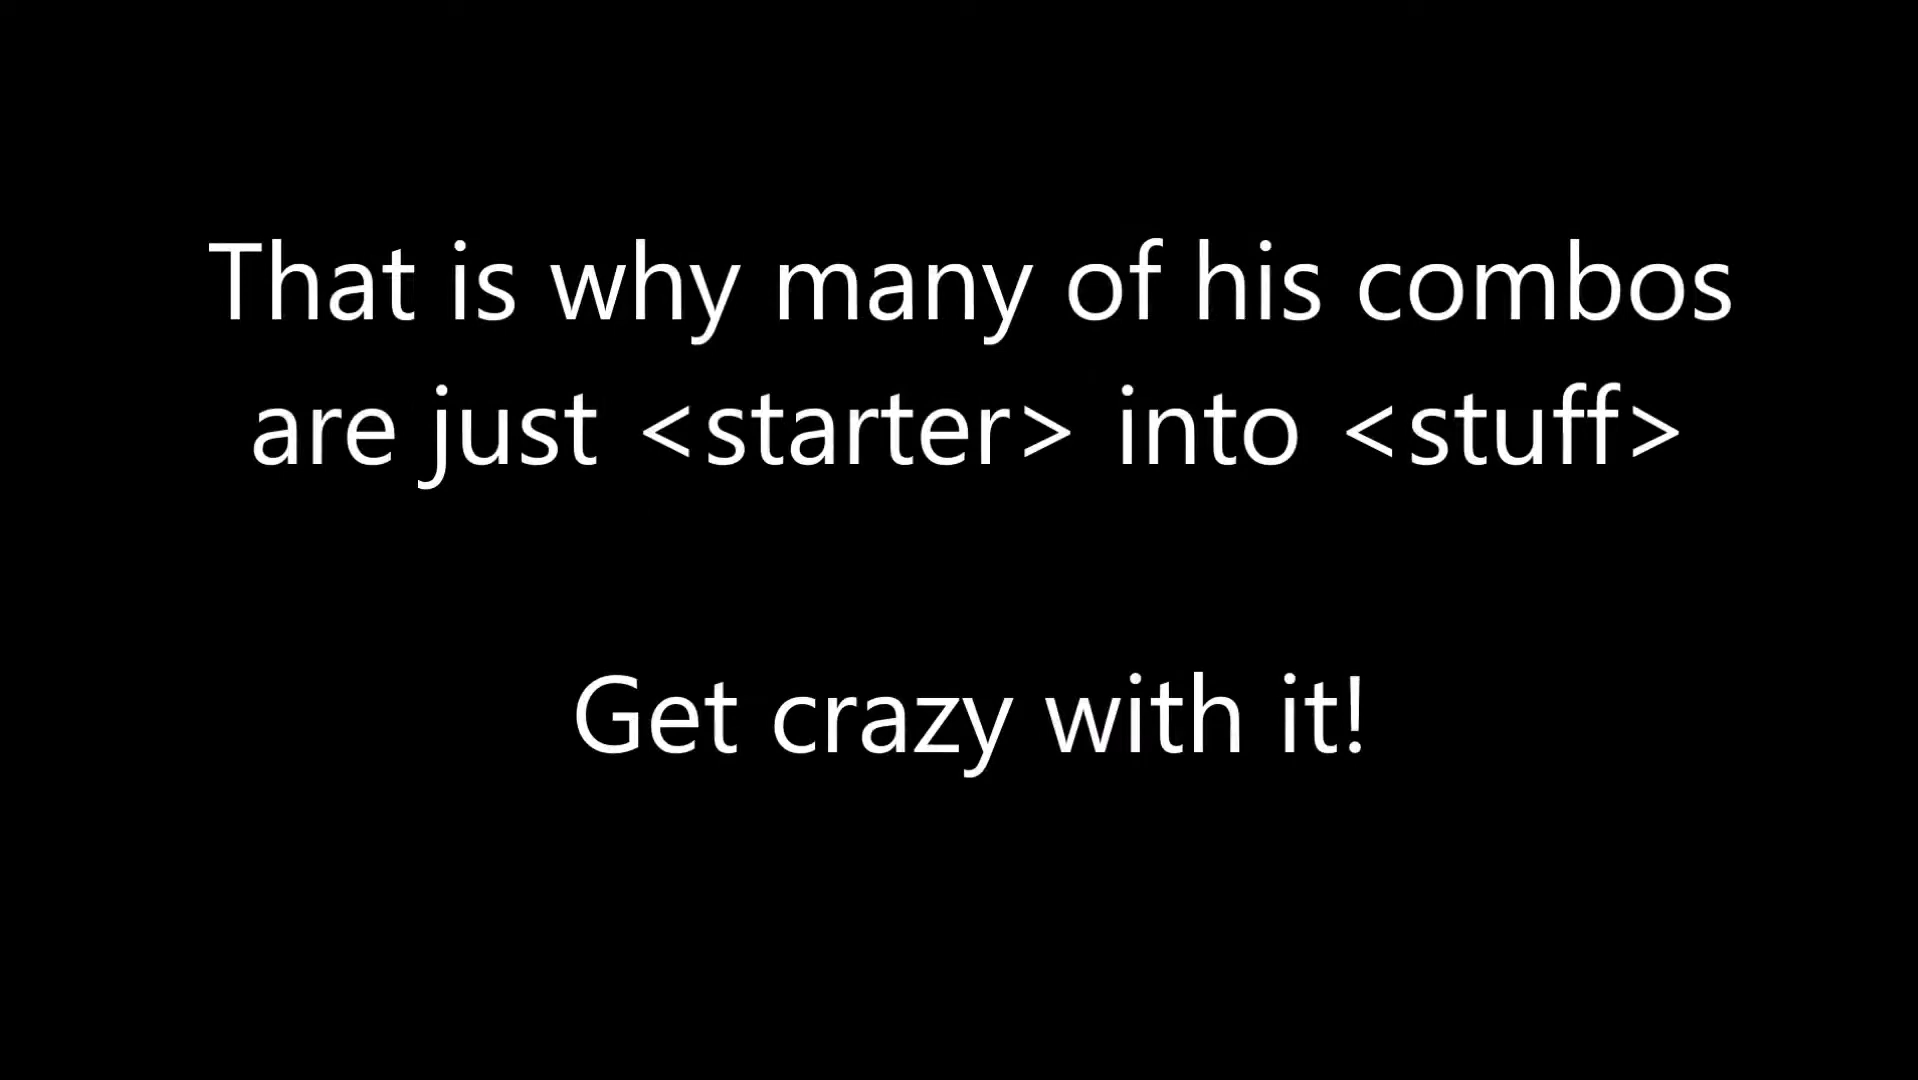 That is why many of his combos
are just <starter> into <stuff>
Get crazy with it!